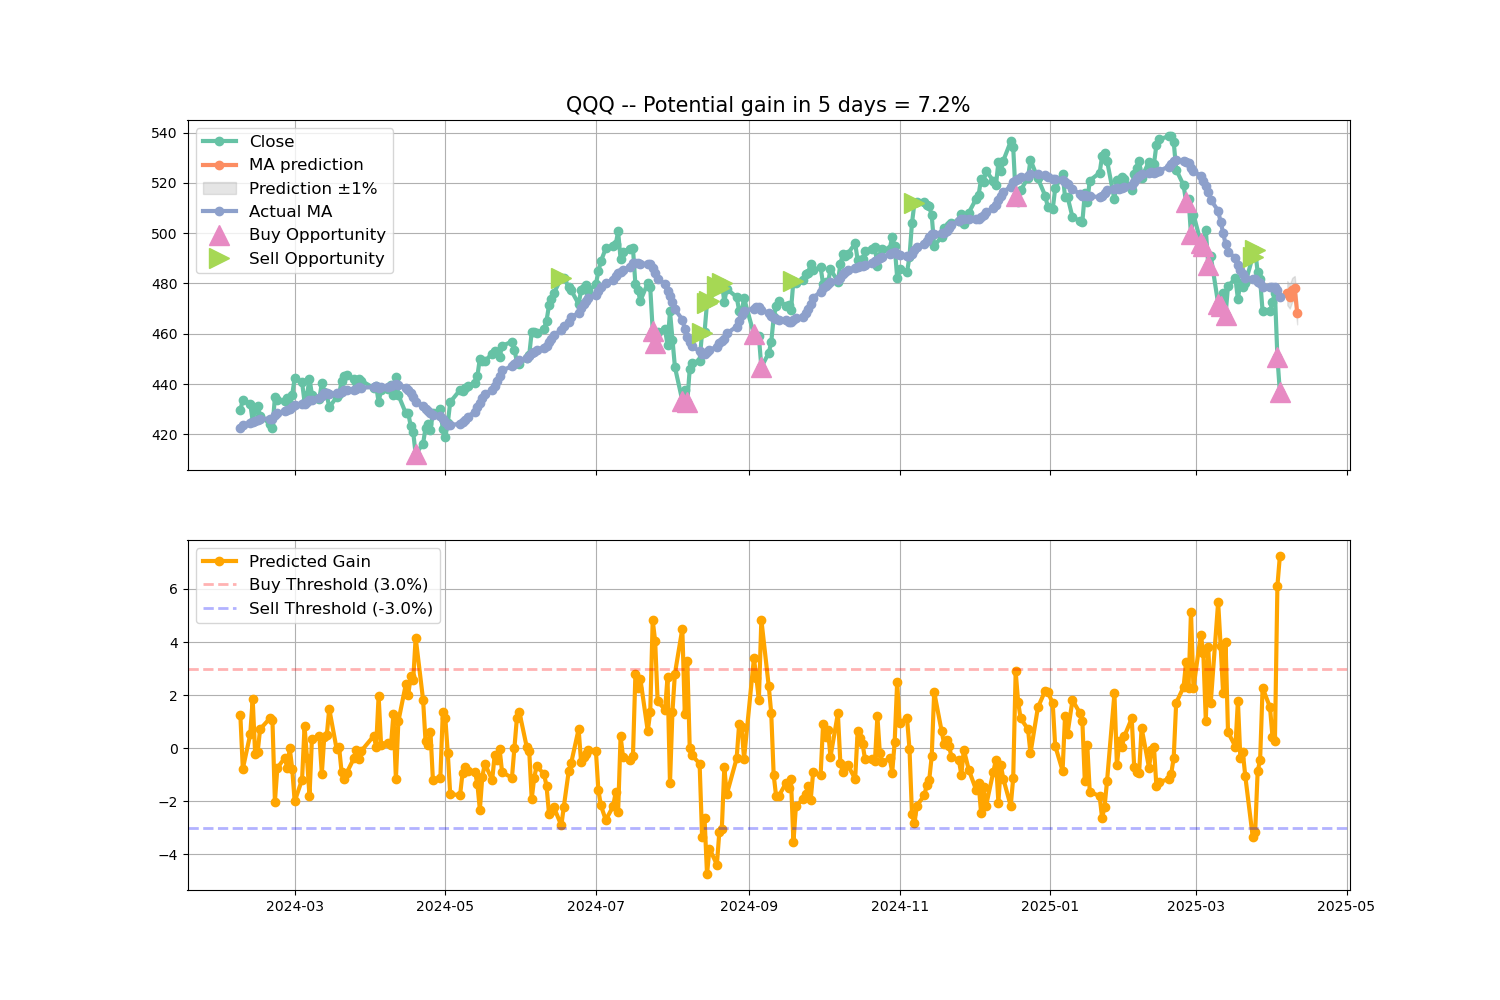 QQQ -- Potential gain in 5 days = 7.2%
540
520
500
480
460
440
420
Close
MA prediction
Prediction ±1%
Actual MA
Buy Opportunity
Sell Opportunity
6
4
2
0
−2
−4
Predicted Gain
Buy Threshold (3.0%)
Sell Threshold (-3.0%)
2024-03 2024-05 2024-07 2024-09 2024-11 2025-01 2025-03 2025-05